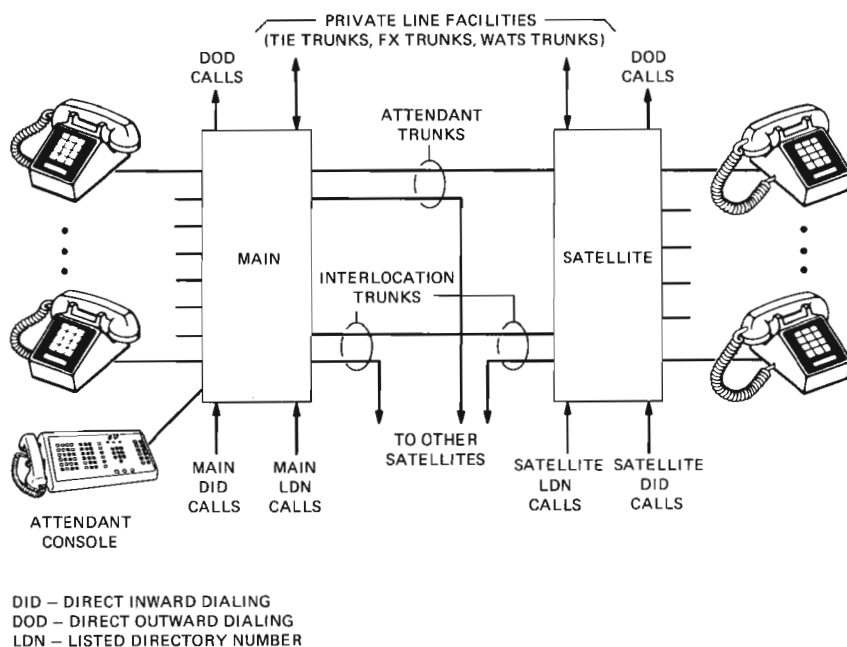 PRIVATE LINE FACILITIES
(TIE TRUNKS, FX TRUNKS, WATS TRUNKS)
DOD
CALLS
DOD
CALLS
ATTENDANT
TRUNKS
MAIN
SATELLITE
INTERLOCATION
TRUNKS
TO OTHER
SATELLITES
MAIN
DID
CALLS
MAIN
LDN
CALLS
SATELLITE
LDN
CALLS
SATELLITE
DID
CALLS
ATTENDANT
CONSOLE
DID – DIRECT INWARD DIALING
DOD – DIRECT OUTWARD DIALING
LDN – LISTED DIRECTORY NUMBER